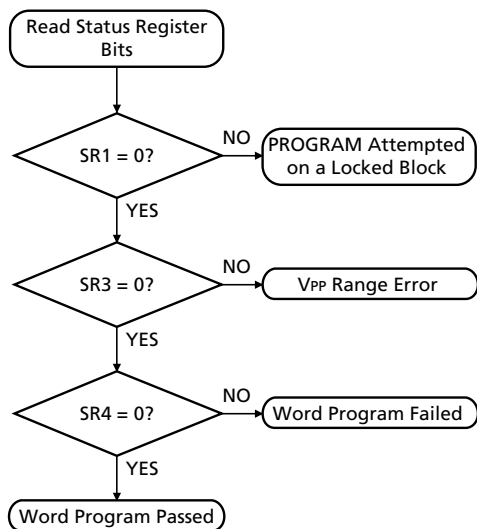 Read Status Register
Bits
SR1 = 0?
NO
PROGRAM Attempted
on a Locked Block
YES
SR3 = 0?
NO
VPP Range Error
YES
SR4 = 0?
NO
Word Program Failed
YES
Word Program Passed